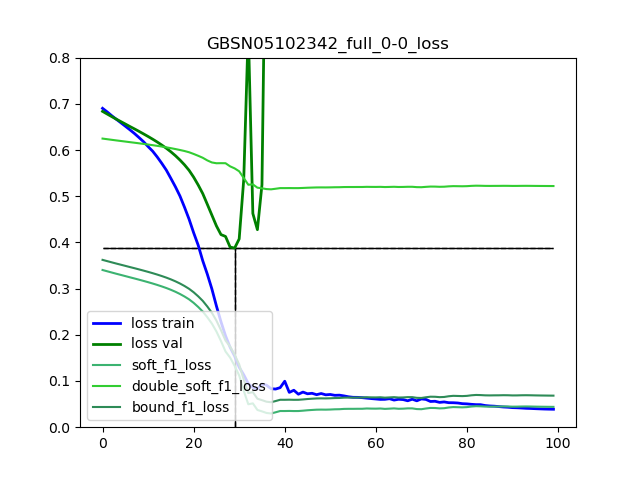 GBSN05102342_full_0-0_loss
0.8
0.7
0.6
0.5
0.4
0.3
0.2
0.1
0.0
loss train
loss val
soft_f1_loss
double_soft_f1_loss
bound_f1_loss
0 20 40 60 80 100